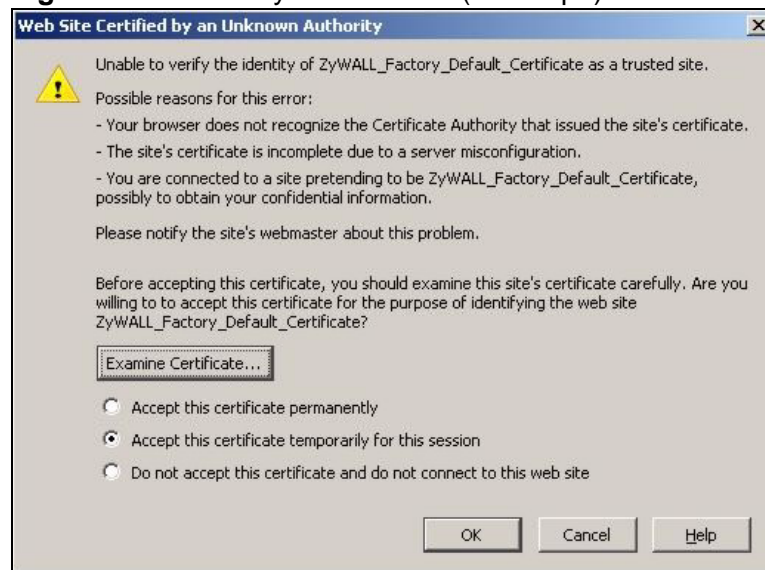 Web Site Certified by an Unknown Authority
Unable to verify the identity of ZyWALL_Factory_Default_Certificate as a trusted site.
Possible reasons for this error:
- Your browser does not recognize the Certificate Authority that issued the site's certificate.
- The site's certificate is incomplete due to a server misconfiguration.
- You are connected to a site pretending to be ZyWALL_Factory_Default_Certificate,
possibly to obtain your confidential information.
Please notify the site's webmaster about this problem.
Before accepting this certificate, you should examine this site's certificate carefully. Are you
willing to to accept this certificate for the purpose of identifying the web site
ZyWALL_Factory_Default_Certificate?
Examine Certificate...
Accept this certificate permanently
Accept this certificate temporarily for this session
Do not accept this certificate and do not connect to this web site
OK Cancel Help